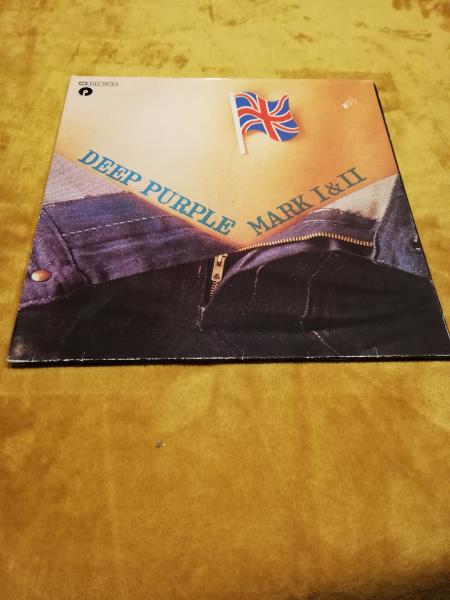 ELECTROLA
P
DEEP PURPLE
MARK I & II